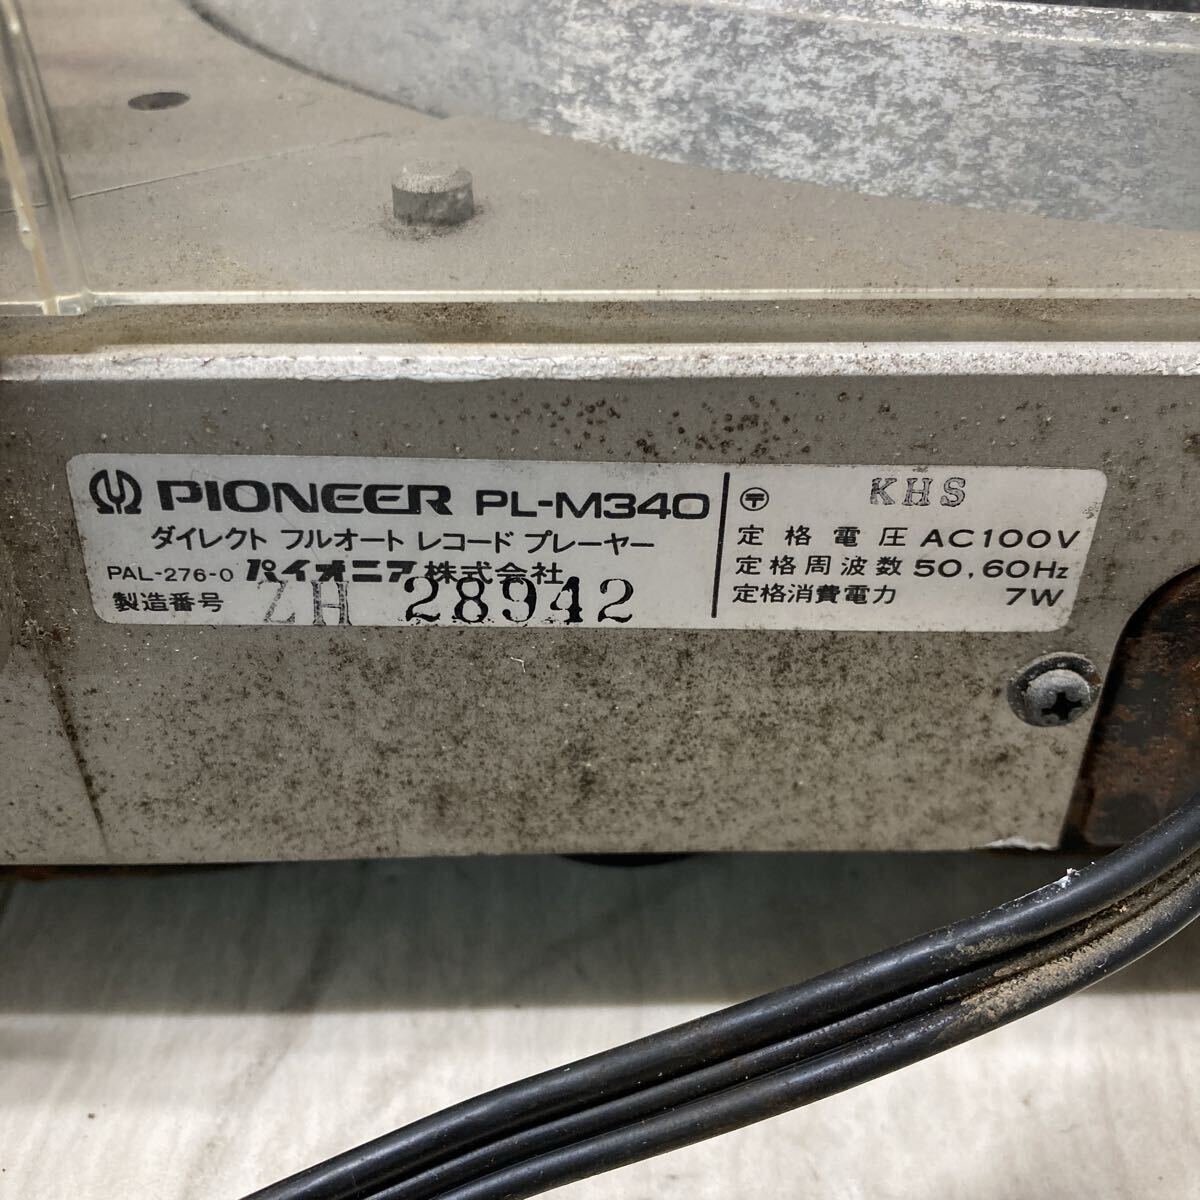 PIONEER PL-M340
ダイレクト フルオート レコード プレーヤー
PAL-276-0 パイオニア株式会社
製造番号 ZH 28942
〶 KHS
定格電圧 AC100V
定格周波数 50,60Hz
定格消費電力 7W